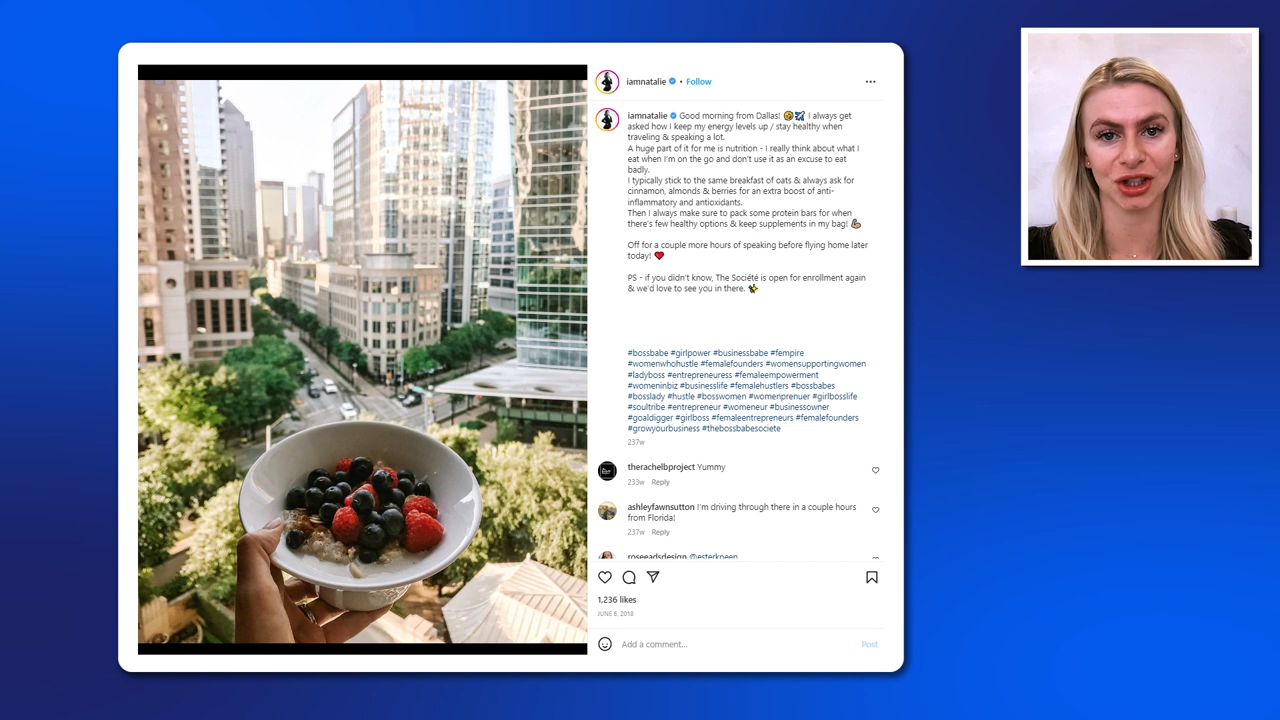 iamnatalie • Follow
iamnatalie Good morning from Dallas! 🤠✈️ I always get
asked how I keep my energy levels up / stay healthy when
traveling & speaking a lot.
A huge part of it for me is nutrition - I really think about what I
eat when I'm on the go and don't use it as an excuse to eat
badly.
I typically stick to the same breakfast of oats & always ask for
cinnamon, almonds & berries for an extra boost of anti-
inflammatory and antioxidants.
Then I always make sure to pack some protein bars for when
there's few healthy options & keep supplements in my bag! 💪🏼
Off for a couple more hours of speaking before flying home later
today! ❤️
PS - if you didn't know, The Société is open for enrollment again
& we'd love to see you in there. ✨
#bossbabe #girlpower #businessbabe #fempire
#womenwhohustle #femalefounders #womensupportingwomen
#ladyboss #entrepreneuress #femaleempowerment
#womeninbiz #businesslife #femalehustlers #bossbabes
#bosslady #hustle #bosswomen #womenprenuer #girlbosslife
#soultribe #entrepreneur #womeneur #businessowner
#goaldigger #girlboss #femaleentrepreneurs #femalefounders
#growyourbusiness #thebossbabesociete
237w
therachelbproject Yummy
233w Reply
ashleyfawnsutton I'm driving through there in a couple hours
from Florida!
237w Reply
roseeadsdesign @esterkneen
1,236 likes
JUNE 6, 2018
Add a comment... Post